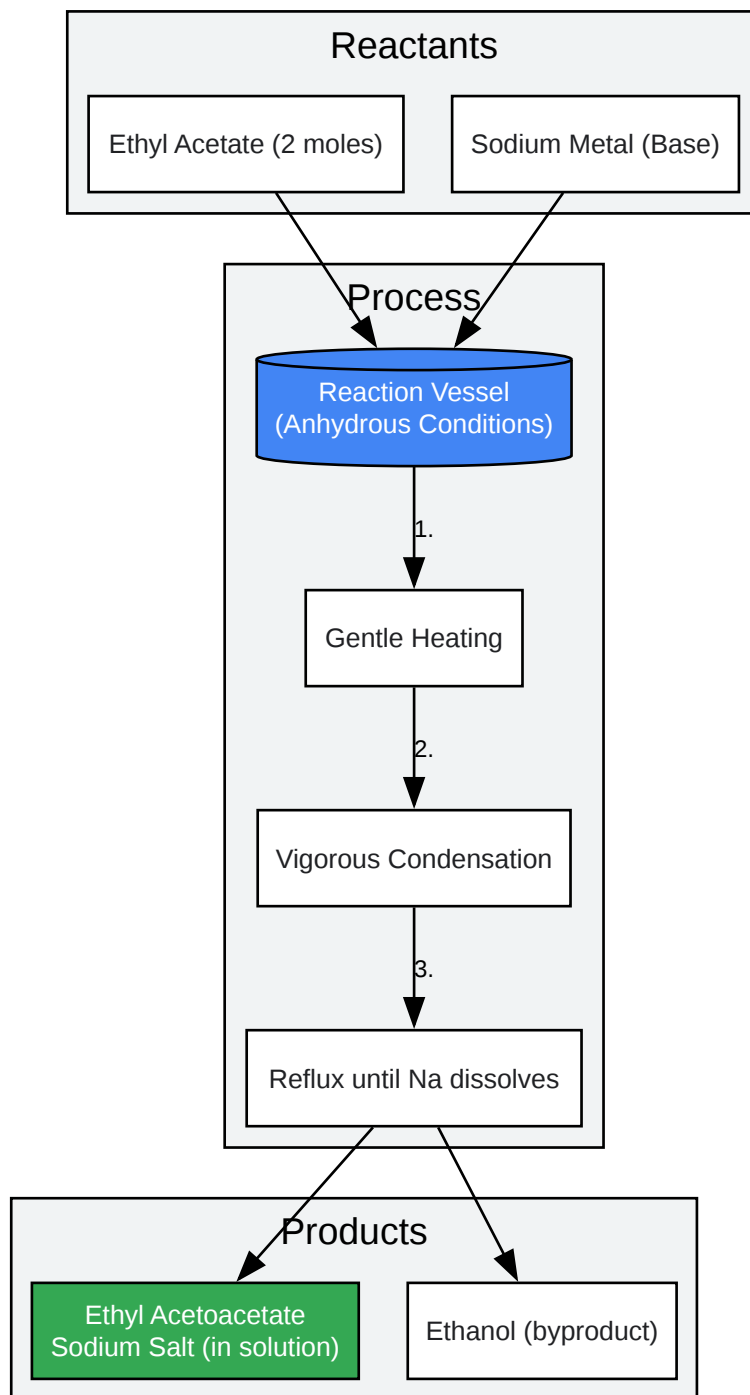 Reactants
Ethyl Acetate (2 moles)
Sodium Metal (Base)
Process
Reaction Vessel
(Anhydrous Conditions)
1.
Gentle Heating
2.
Vigorous Condensation
3.
Reflux until Na dissolves
Products
Ethyl Acetoacetate
Sodium Salt (in solution)
Ethanol (byproduct)